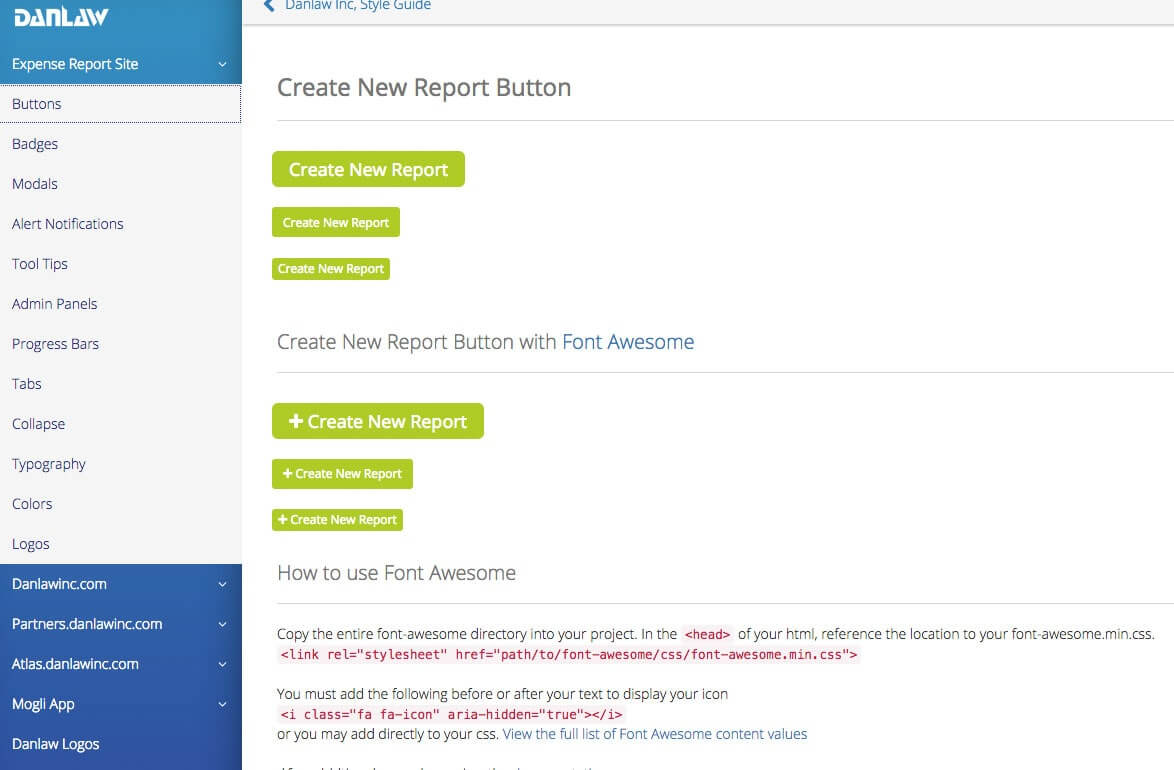 DANLAW
Expense Report Site
Buttons
Badges
Modals
Alert Notifications
Tool Tips
Admin Panels
Progress Bars
Tabs
Collapse
Typography
Colors
Logos
Danlawinc.com
Partners.danlawinc.com
Atlas.danlawinc.com
Mogli App
Danlaw Logos
Danlaw Inc, Style Guide
Create New Report Button
Create New Report
Create New Report
Create New Report
Create New Report Button with Font Awesome
Create New Report
Create New Report
Create New Report
How to use Font Awesome
Copy the entire font-awesome directory into your project. In the <head> of your html, reference the location to your font-awesome.min.css.
<link rel="stylesheet" href="path/to/font-awesome/css/font-awesome.min.css">
You must add the following before or after your text to display your icon
<i class="fa fa-icon" aria-hidden="true"></i>
or you may add directly to your css. View the full list of Font Awesome content values